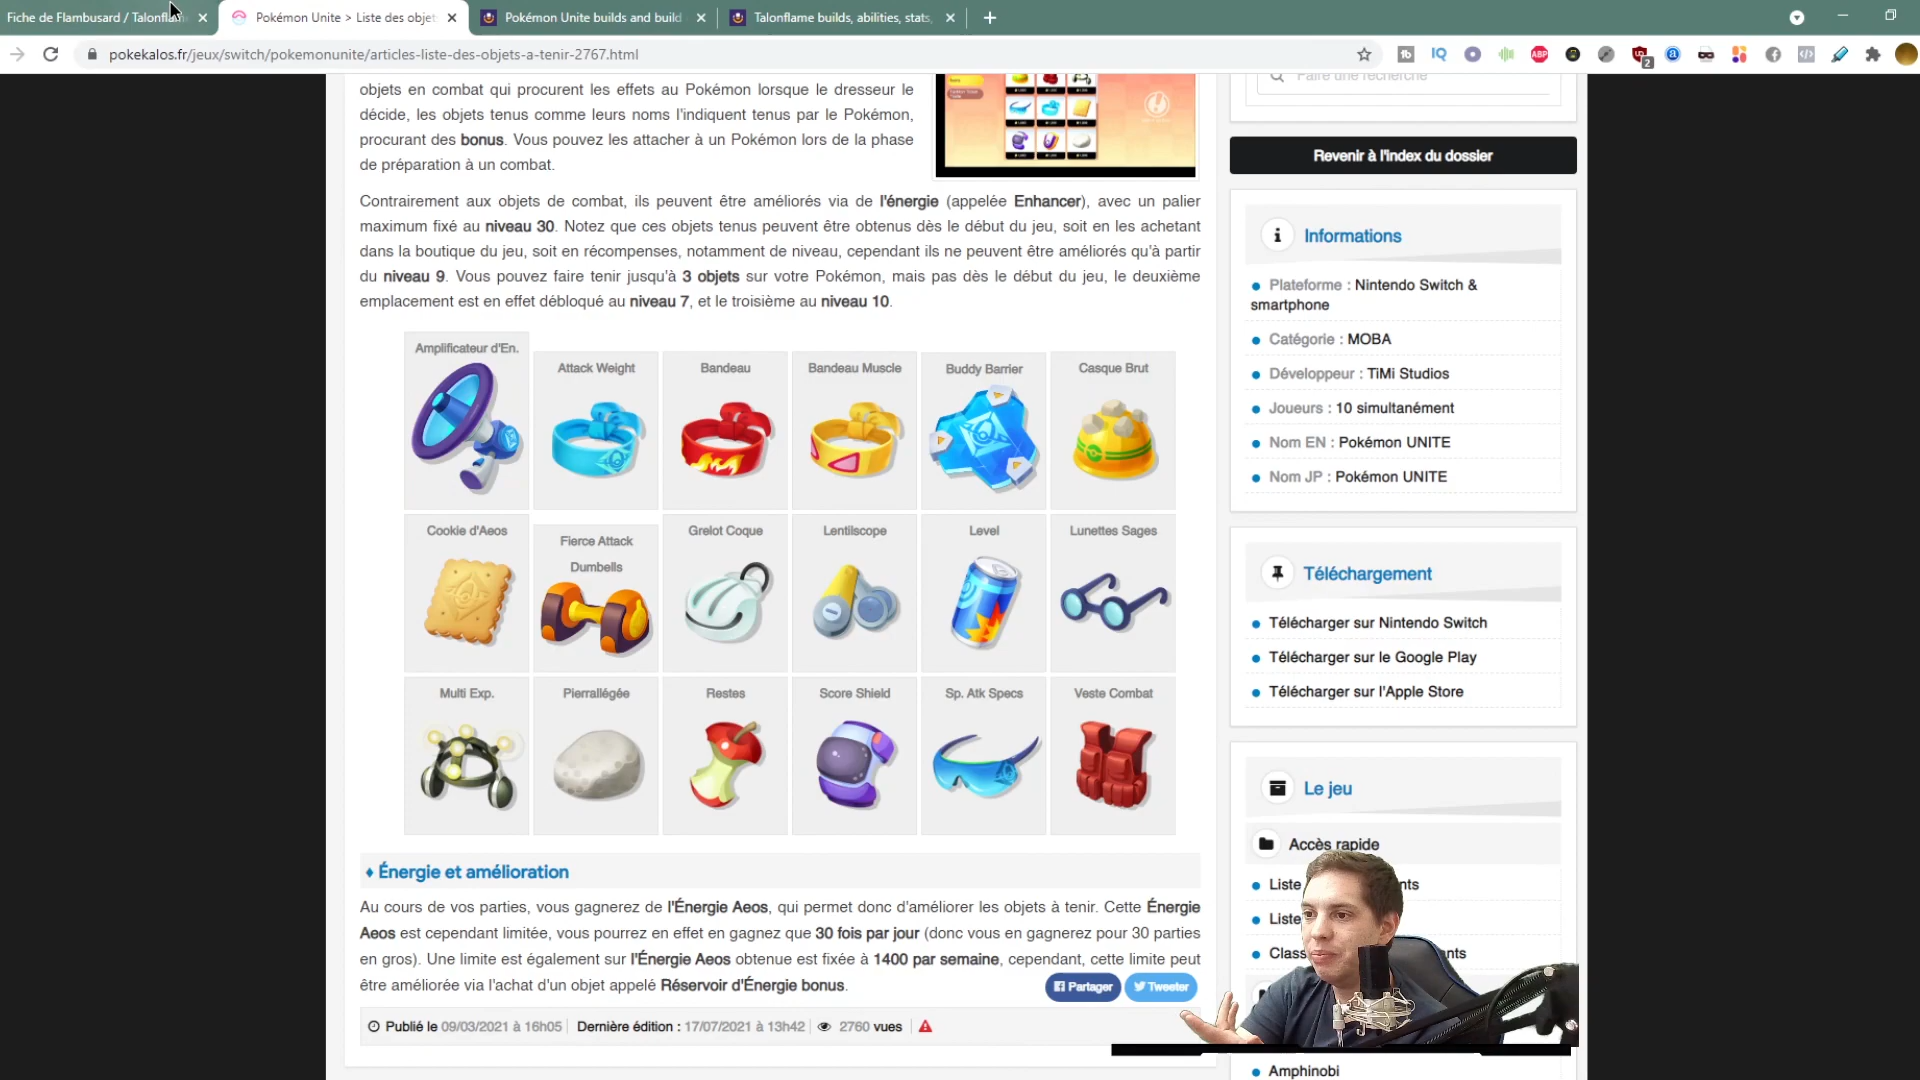 Fiche de Flambusard / Talonflam
Pokémon Unite > Liste des objet
Pokémon Unite builds and build
Talonflame builds, abilities, stats,
pokekalos.fr/jeux/switch/pokemonunite/articles-liste-des-objets-a-tenir-2767.html
IQ
ABP
2
objets en combat qui procurent les effets au Pokémon lorsque le dresseur le
décide, les objets tenus comme leurs noms l'indiquent tenus par le Pokémon,
procurant des bonus. Vous pouvez les attacher à un Pokémon lors de la phase
de préparation à un combat.
Contrairement aux objets de combat, ils peuvent être améliorés via de l'énergie (appelée Enhancer), avec un palier
maximum fixé au niveau 30. Notez que ces objets tenus peuvent être obtenus dès le début du jeu, soit en les achetant
dans la boutique du jeu, soit en récompenses, notamment de niveau, cependant ils ne peuvent être améliorés qu'à partir
du niveau 9. Vous pouvez faire tenir jusqu'à 3 objets sur votre Pokémon, mais pas dès le début du jeu, le deuxième
emplacement est en effet débloqué au niveau 7, et le troisième au niveau 10.
Amplificateur d'En.
Attack Weight
Bandeau
Bandeau Muscle
Buddy Barrier
Casque Brut
Cookie d'Aeos
Fierce Attack
Dumbells
Grelot Coque
Lentilscope
Level
Lunettes Sages
Multi Exp.
Pierrallégée
Restes
Score Shield
Sp. Atk Specs
Veste Combat
♦ Énergie et amélioration
Au cours de vos parties, vous gagnerez de l'Énergie Aeos, qui permet donc d'améliorer les objets à tenir. Cette Énergie
Aeos est cependant limitée, vous pourrez en effet en gagnez que 30 fois par jour (donc vous en gagnerez pour 30 parties
en gros). Une limite est également sur l'Énergie Aeos obtenue est fixée à 1400 par semaine, cependant, cette limite peut
être améliorée via l'achat d'un objet appelé Réservoir d'Énergie bonus.
Partager
Tweeter
Publié le 09/03/2021 à 16h05
Dernière édition : 17/07/2021 à 13h42
2760 vues
Faire une recherche
Revenir à l'index du dossier
Informations
Plateforme : Nintendo Switch &
smartphone
Catégorie : MOBA
Développeur : TiMi Studios
Joueurs : 10 simultanément
Nom EN : Pokémon UNITE
Nom JP : Pokémon UNITE
Téléchargement
Télécharger sur Nintendo Switch
Télécharger sur le Google Play
Télécharger sur l'Apple Store
Le jeu
Accès rapide
Liste
Liste
Amphinobi